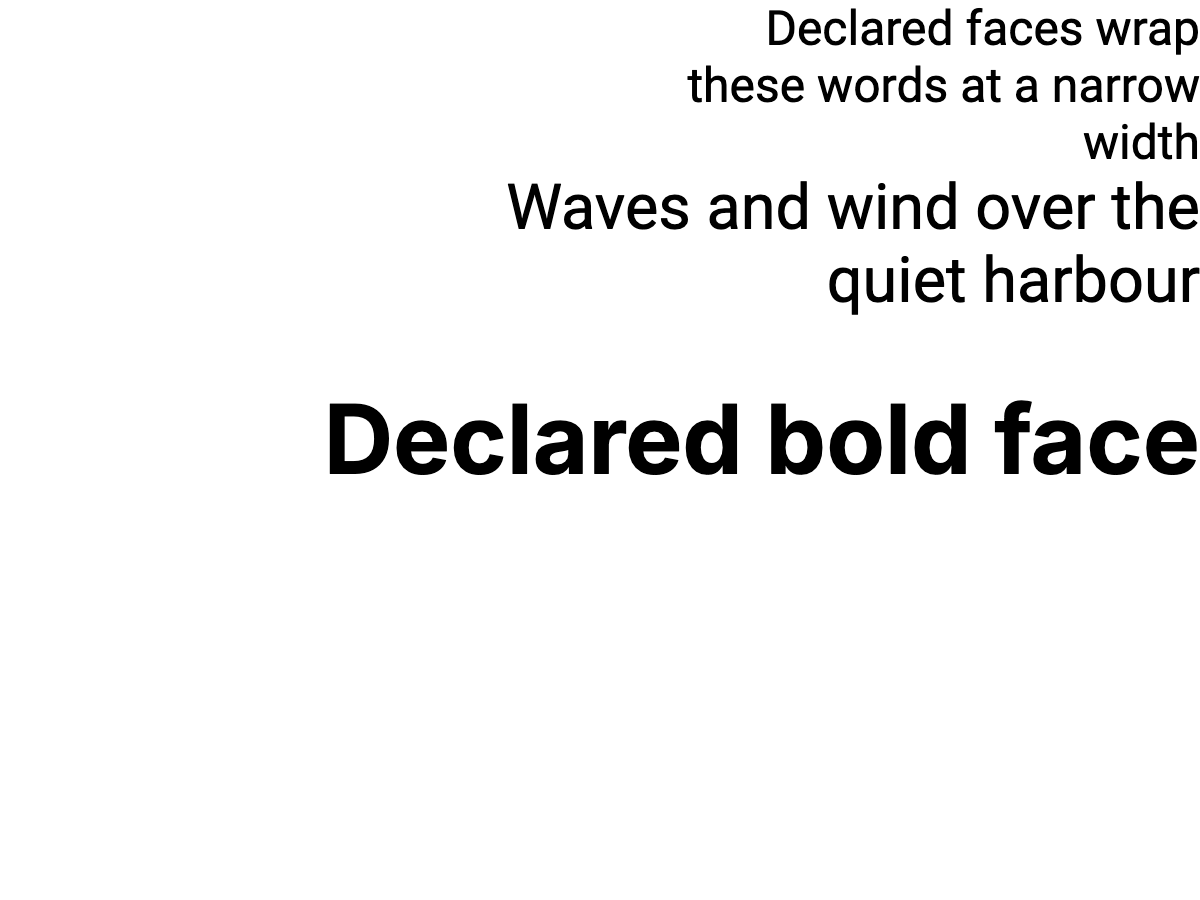 Declared faces wrap
these words at a narrow
width
Waves and wind over the
quiet harbour
Declared bold face